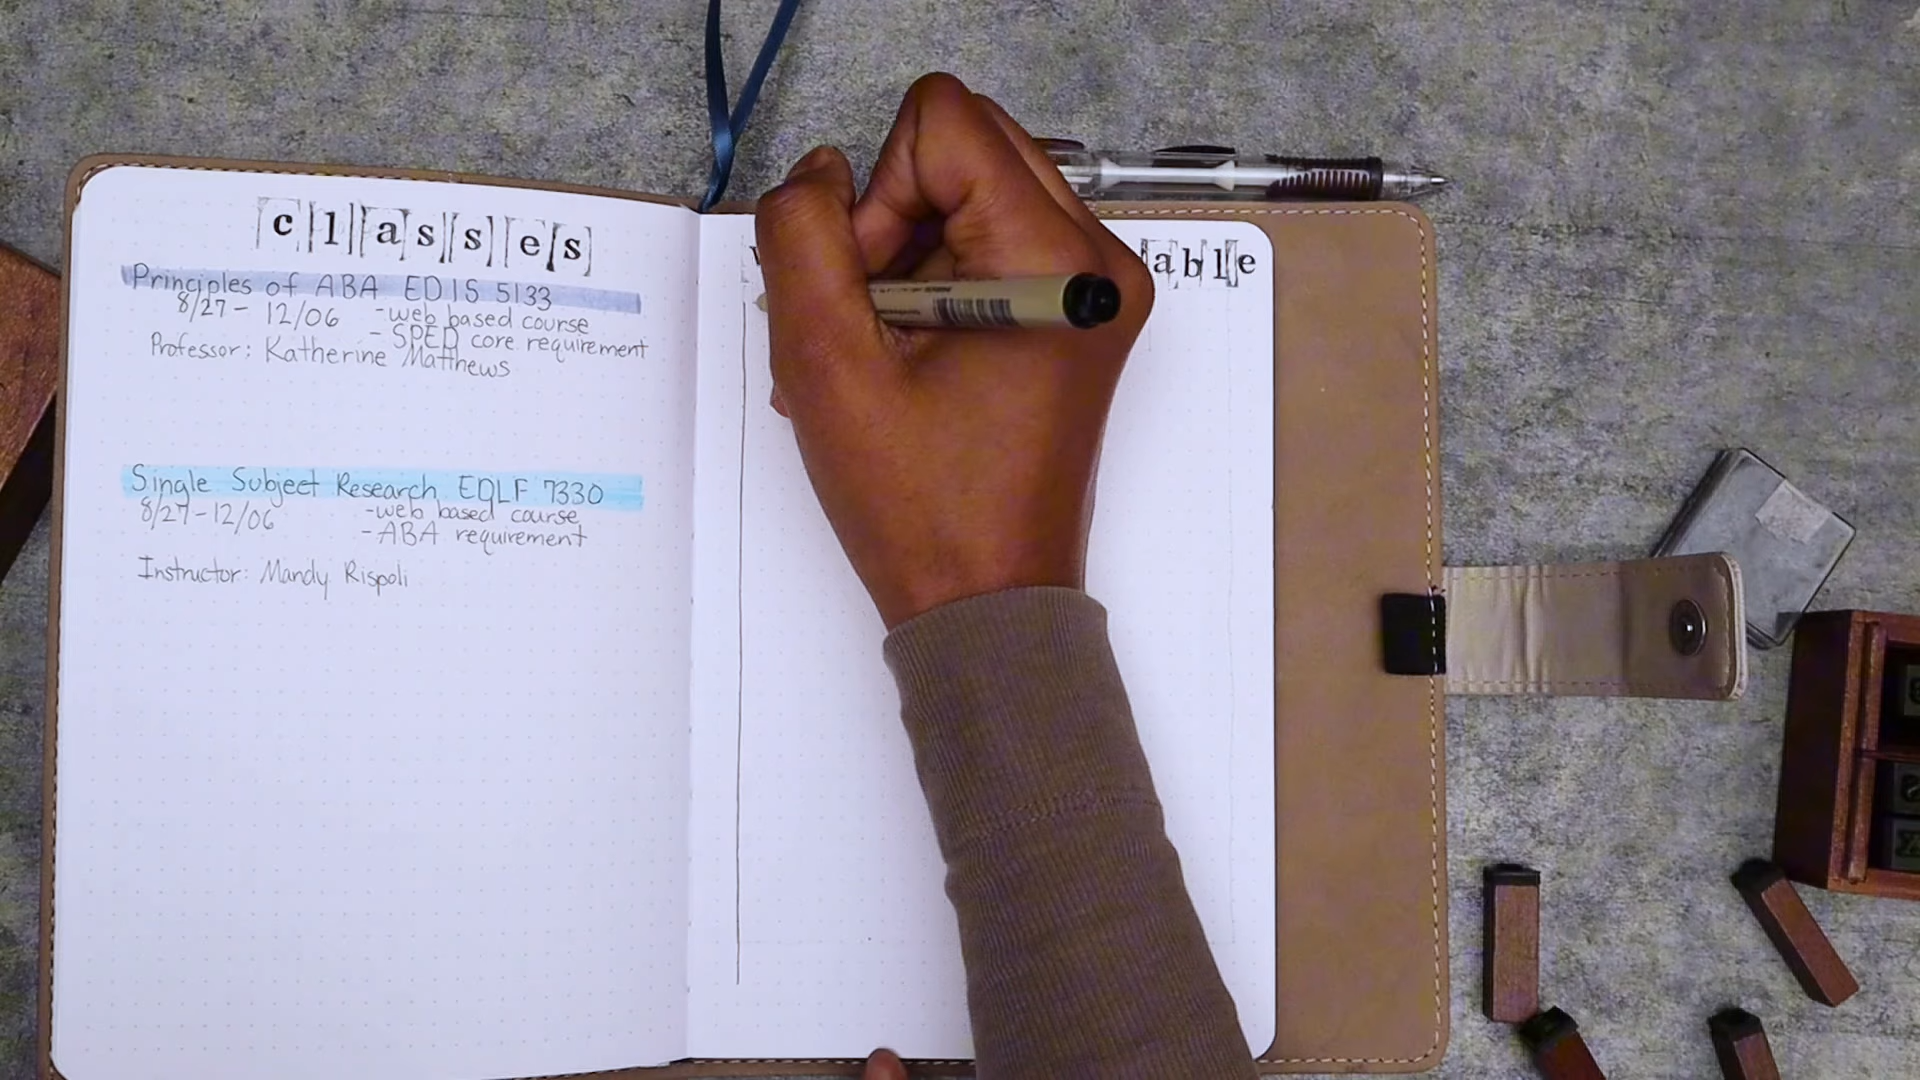 classes
Principles of ABA EDIS 5133
8/27 - 12/06 -web based course
- SPED core requirement
Professor: Katherine Matthews
Single Subject Research EDLF 7330
8/27-12/06 -web based course
-ABA requirement
Instructor: Mandy Rispoli
able